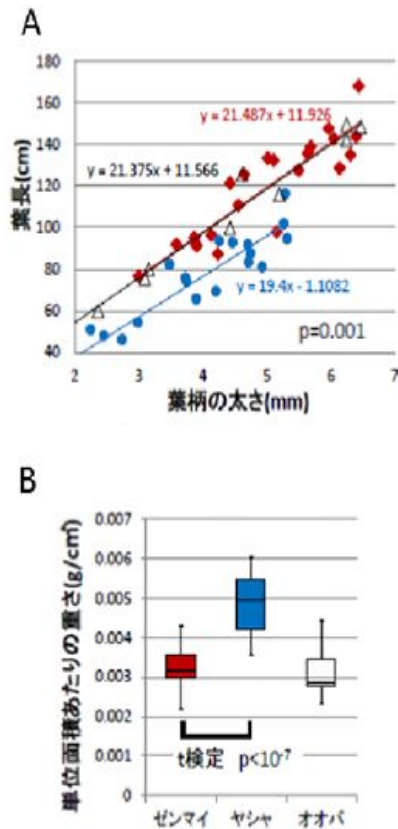 A
180
160
140
120
100
80
60
40
葉長(cm)
y = 21.487x + 11.926
y = 21.375x + 11.566
y = 19.4x - 1.1082
p=0.001
2 3 4 5 6 7
葉柄の太さ(mm)
B
0.007
0.006
0.005
0.004
0.003
0.002
0.001
0
単位面積あたりの重さ(g/cm²)
t検定 p<10⁻⁷
ゼンマイ ヤシャ オオバ